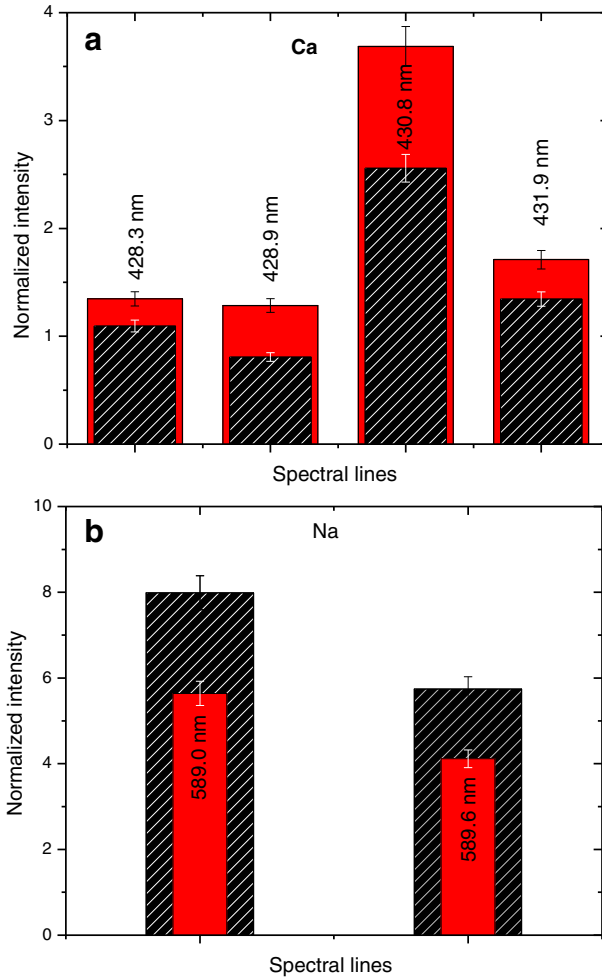 a
Ca
4
3
2
1
0
Normalized intensity
428.3 nm
428.9 nm
430.8 nm
431.9 nm
Spectral lines
b
Na
10
8
6
4
2
0
Normalized intensity
589.0 nm
589.6 nm
Spectral lines